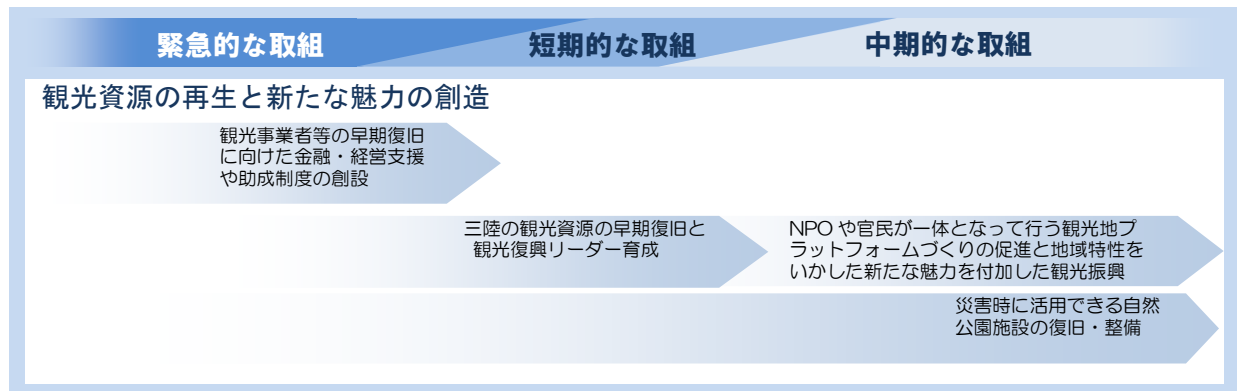 緊急的な取組 短期的な取組 中期的な取組
観光資源の再生と新たな魅力の創造
観光事業者等の早期復旧
に向けた金融・経営支援
や助成制度の創設
三陸の観光資源の早期復旧と
観光復興リーダー育成
NPO や官民が一体となって行う観光地プ
ラットフォームづくりの促進と地域特性を
いかした新たな魅力を付加した観光振興
災害時に活用できる自然
公園施設の復旧・整備